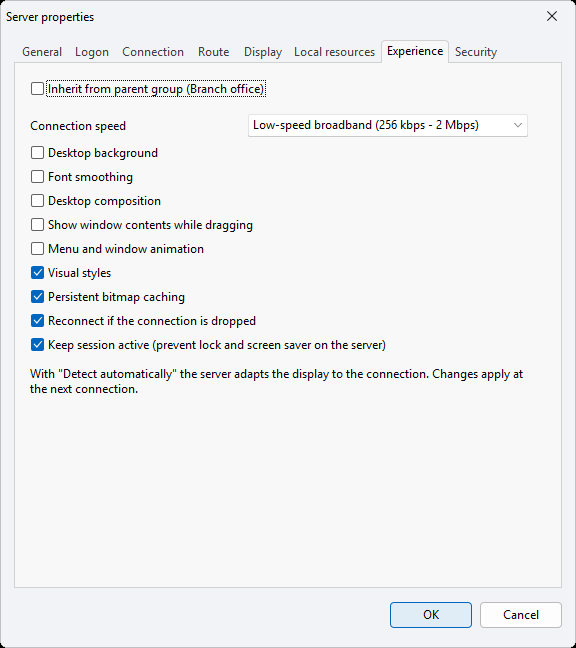 Server properties
General Logon Connection Route Display Local resources Experience Security
Inherit from parent group (Branch office)
Connection speed Low-speed broadband (256 kbps - 2 Mbps)
Desktop background
Font smoothing
Desktop composition
Show window contents while dragging
Menu and window animation
Visual styles
Persistent bitmap caching
Reconnect if the connection is dropped
Keep session active (prevent lock and screen saver on the server)
With "Detect automatically" the server adapts the display to the connection. Changes apply at
the next connection.
OK Cancel